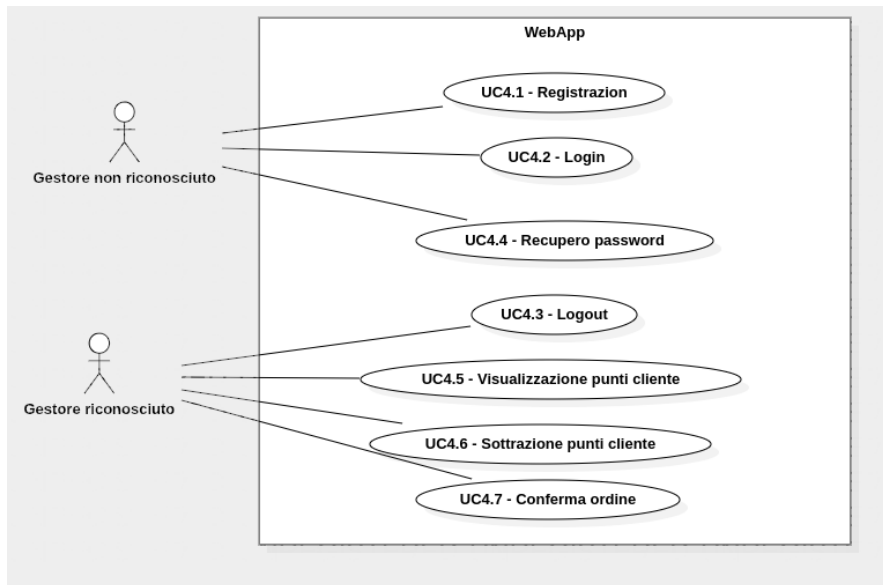 WebApp
UC4.1 - Registrazion
UC4.2 - Login
Gestore non riconosciuto
UC4.4 - Recupero password
UC4.3 - Logout
UC4.5 - Visualizzazione punti cliente
Gestore riconosciuto
UC4.6 - Sottrazione punti cliente
UC4.7 - Conferma ordine